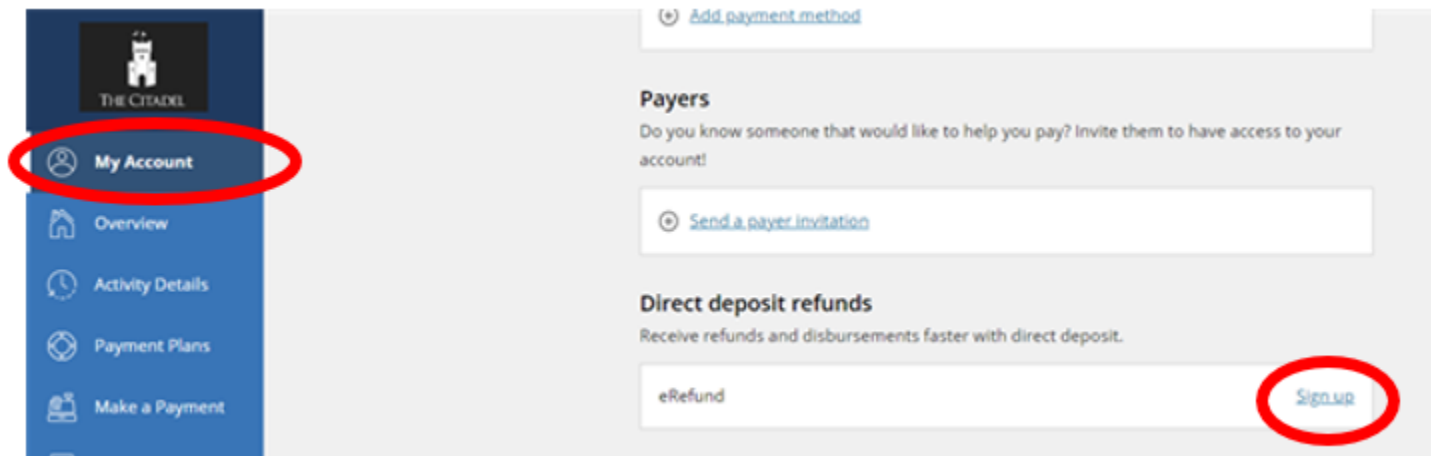 THE CITADEL
My Account
Overview
Activity Details
Payment Plans
Make a Payment
Add payment method
Payers
Do you know someone that would like to help you pay? Invite them to have access to your
account!
Send a payer invitation
Direct deposit refunds
Receive refunds and disbursements faster with direct deposit.
eRefund
Sign up